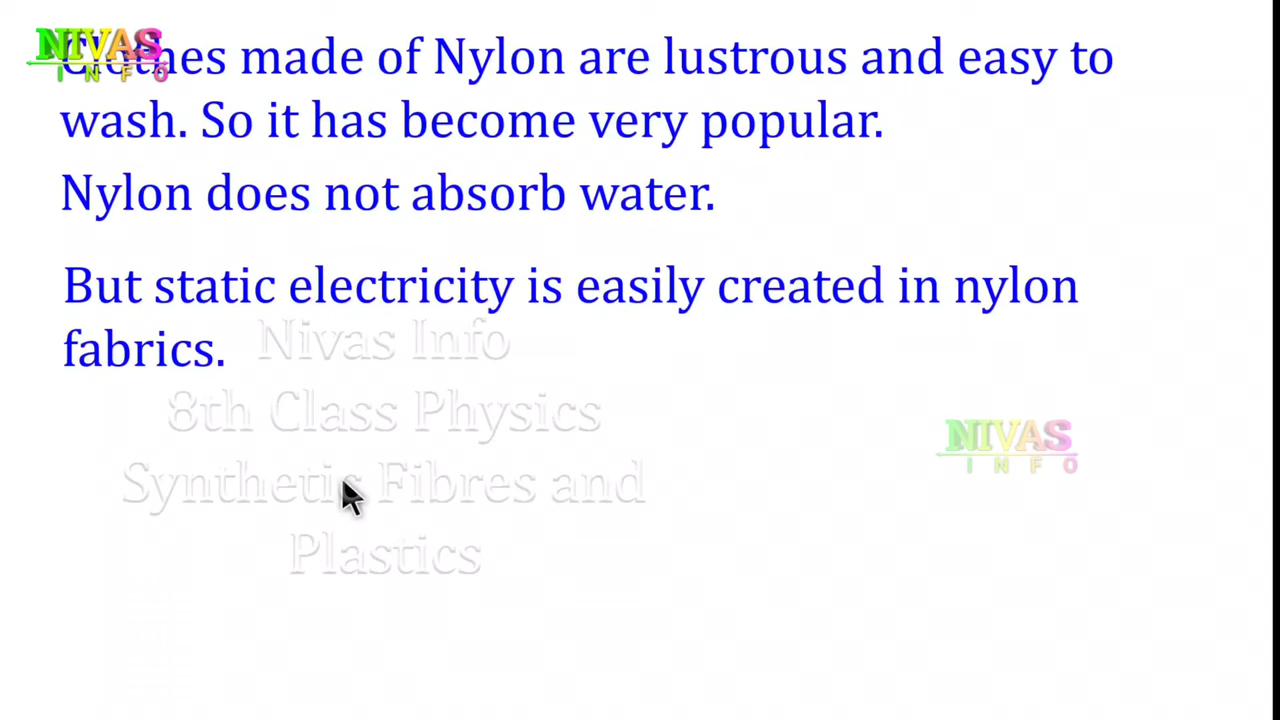 NIVAS
INFO
Clothes made of Nylon are lustrous and easy to
wash. So it has become very popular.
Nylon does not absorb water.
But static electricity is easily created in nylon
fabrics.
Nivas Info
8th Class Physics
Synthetic Fibres and
Plastics
NIVAS
INFO